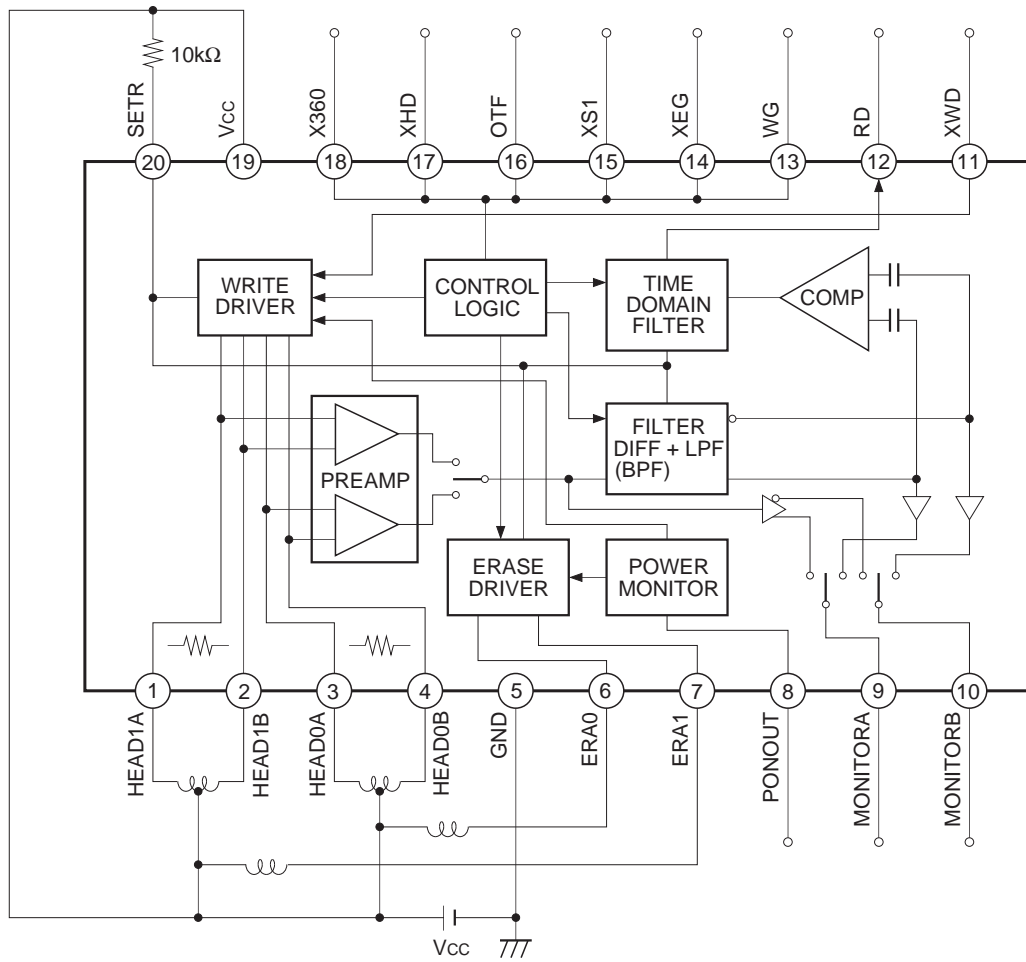 10kΩ
SETR
VCC
X360
XHD
OTF
XS1
XEG
WG
RD
XWD
20
19
18
17
16
15
14
13
12
11
WRITE
DRIVER
CONTROL
LOGIC
TIME
DOMAIN
FILTER
COMP
PREAMP
FILTER
DIFF + LPF
(BPF)
ERASE
DRIVER
POWER
MONITOR
1
2
3
4
5
6
7
8
9
10
HEAD1A
HEAD1B
HEAD0A
HEAD0B
GND
ERA0
ERA1
PONOUT
MONITORA
MONITORB
VCC